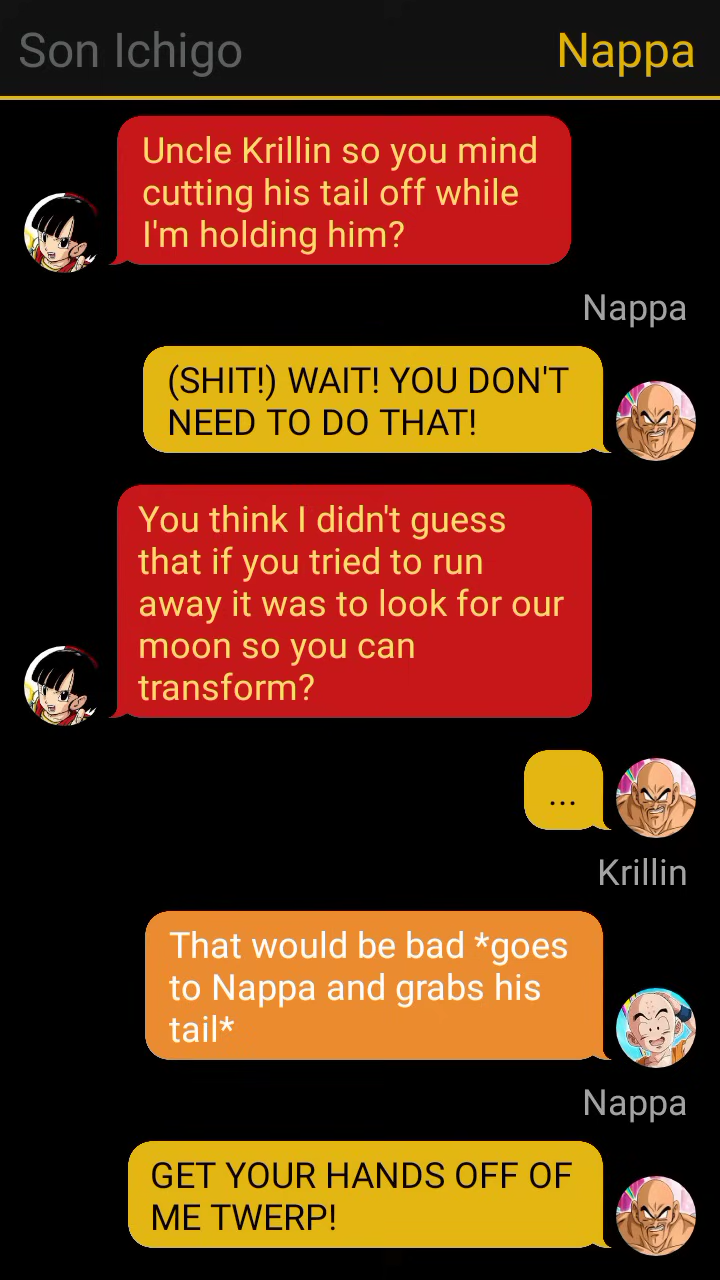 Son Ichigo
Nappa
Uncle Krillin so you mind
cutting his tail off while
I'm holding him?
Nappa
(SHIT!) WAIT! YOU DON'T
NEED TO DO THAT!
You think I didn't guess
that if you tried to run
away it was to look for our
moon so you can
transform?
...
Krillin
That would be bad *goes
to Nappa and grabs his
tail*
Nappa
GET YOUR HANDS OFF OF
ME TWERP!